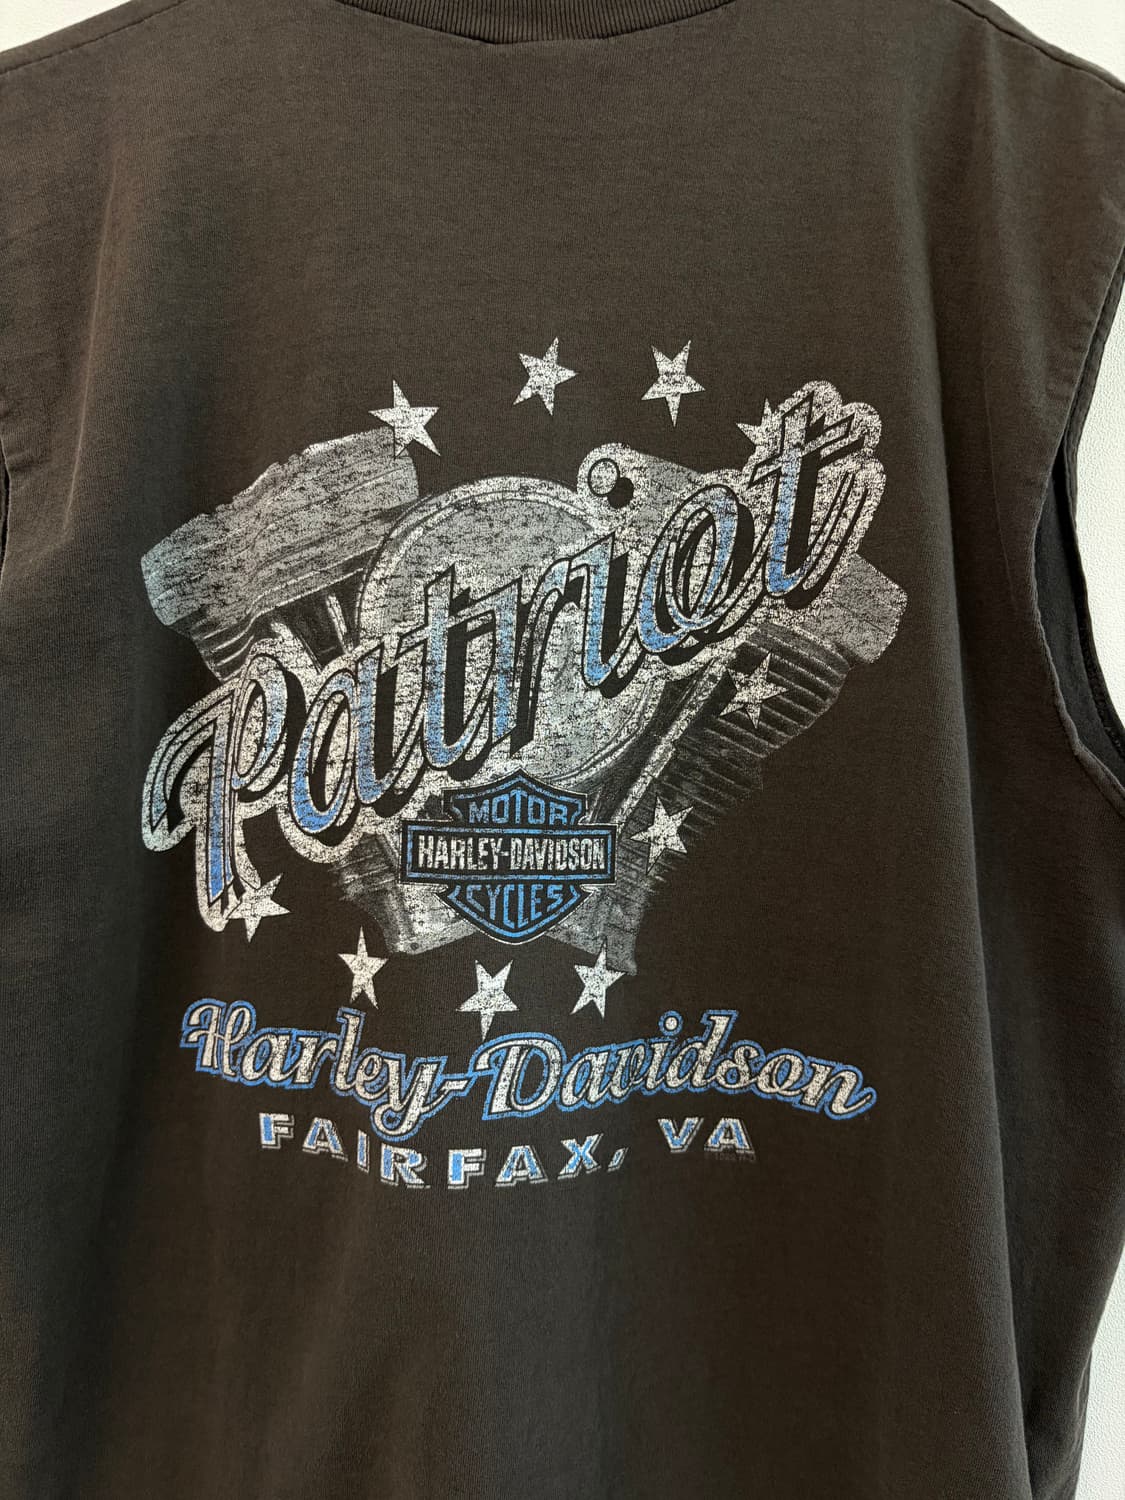 Patriot
MOTOR
HARLEY-DAVIDSON
CYCLES
Harley-Davidson
FAIRFAX, VA